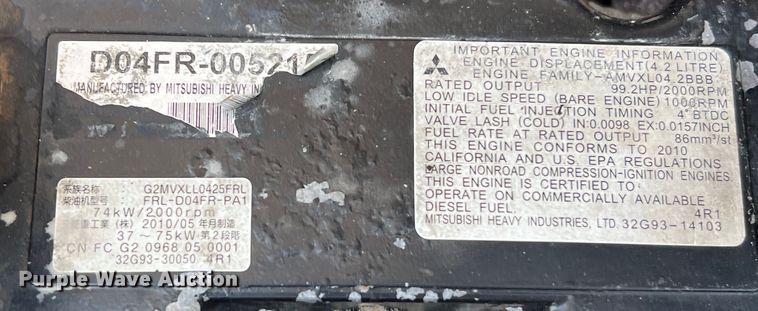 D04FR-00521
MANUFACTURED BY MITSUBISHI HEAVY
系族名称 G2MVXLL0425FRL
柴油机型号 FRL-D04FR-PA1
74kW/2000rpm
重工業(株) 2010/05 年月制造
37~75kW 第2段階
CN FC G2 0968 05 0001
32G93-30050 4R1
IMPORTANT ENGINE INFORMATION
ENGINE DISPLACEMENT(4.2 LITRE)
ENGINE FAMILY-AMVXL04.2BBB
RATED OUTPUT 99.2HP/2000RPM
LOW IDLE SPEED (BARE ENGINE) 1000RPM
INITIAL FUEL INJECTION TIMING 4°BTDC
VALVE LASH (COLD) IN:0.0098 EX:0.0157INCH
FUEL RATE AT RATED OUTPUT 86mm³/st
THIS ENGINE CONFORMS TO 2010
CALIFORNIA AND U.S. EPA REGULATIONS
LARGE NONROAD COMPRESSION-IGNITION ENGINES.
THIS ENGINE IS CERTIFIED TO
OPERATE ON COMMERCIALLY AVAILABLE
DIESEL FUEL. 4R1
MITSUBISHI HEAVY INDUSTRIES, LTD. 32G93-14103
Purple Wave Auction